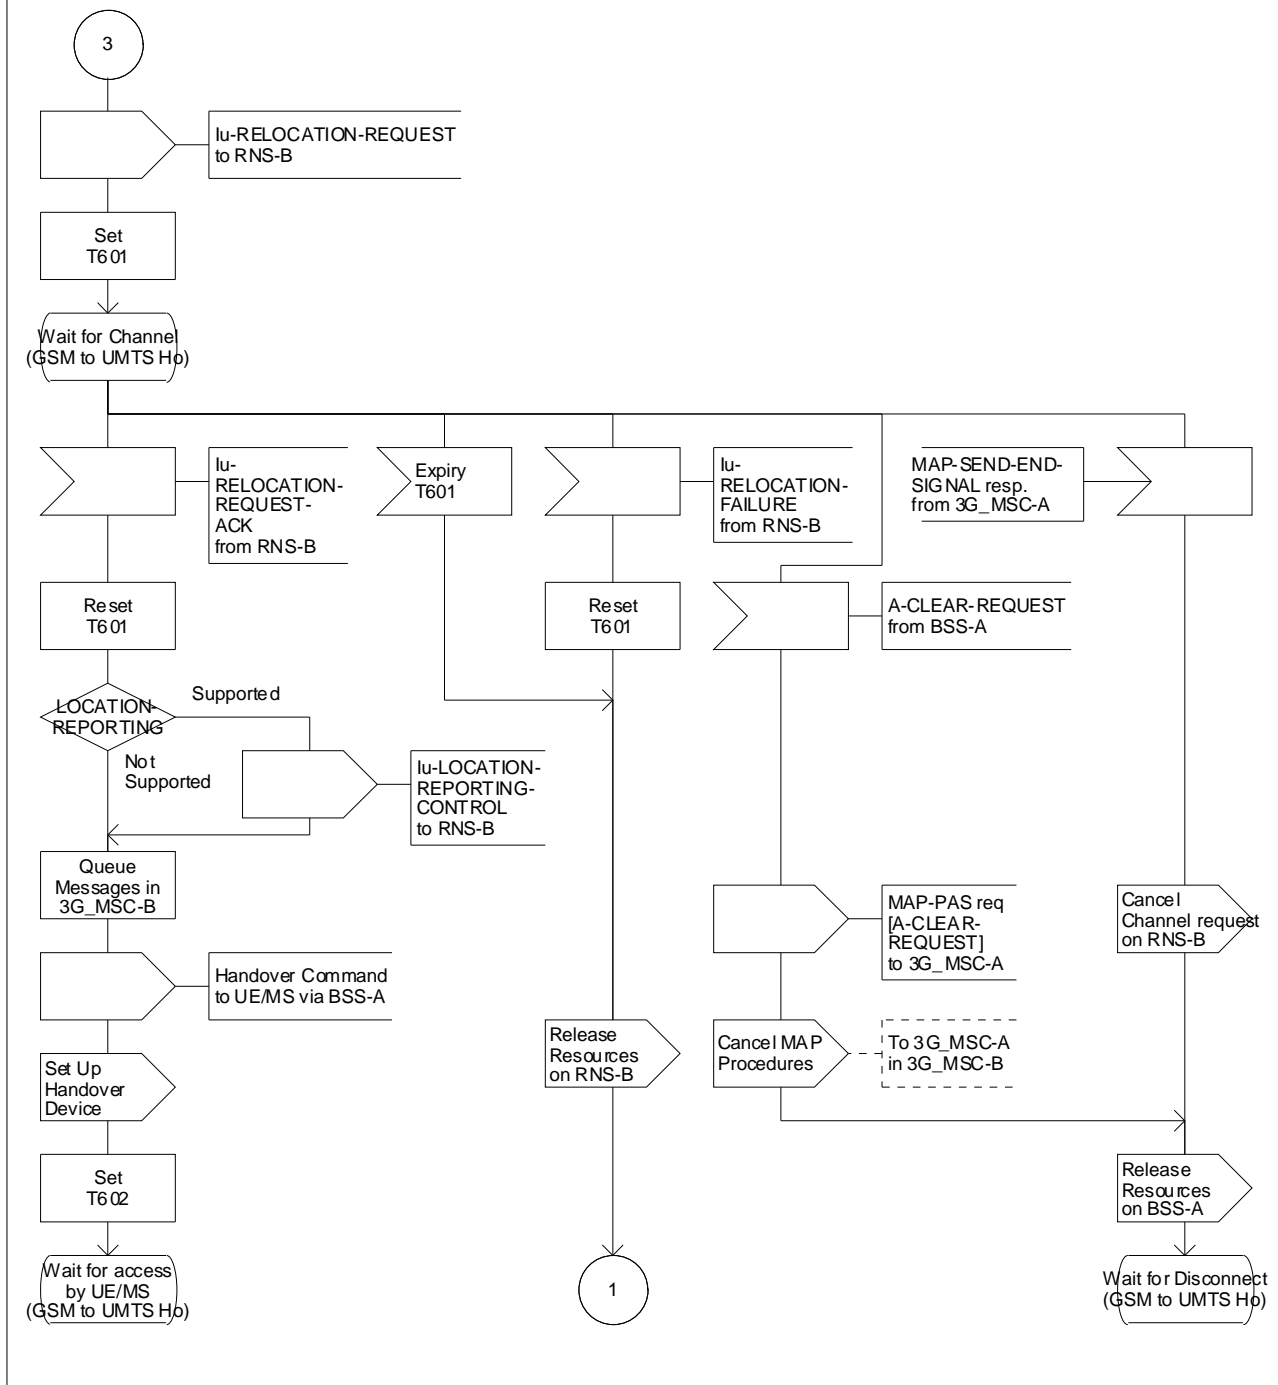 3
Iu-RELOCATION-REQUEST
to RNS-B
Set
T601
Wait for Channel
(GSM to UMTS Ho)
Iu-
RELOCATION-
REQUEST-
ACK
from RNS-B
Expiry
T601
Iu-
RELOCATION-
FAILURE
from RNS-B
MAP-SEND-END-
SIGNAL resp.
from 3G_MSC-A
Reset
T601
Reset
T601
A-CLEAR-REQUEST
from BSS-A
LOCATION-
REPORTING
Supported
Not
Supported
Iu-LOCATION-
REPORTING-
CONTROL
to RNS-B
Queue
Messages in
3G_MSC-B
MAP-PAS req
[A-CLEAR-
REQUEST]
to 3G_MSC-A
Cancel
Channel request
on RNS-B
Handover Command
to UE/MS via BSS-A
Set Up
Handover
Device
Release
Resources
on RNS-B
Cancel MAP
Procedures
To 3G_MSC-A
in 3G_MSC-B
Set
T602
Release
Resources
on BSS-A
Wait for access
by UE/MS
(GSM to UMTS Ho)
1
Wait for Disconnect
(GSM to UMTS Ho)